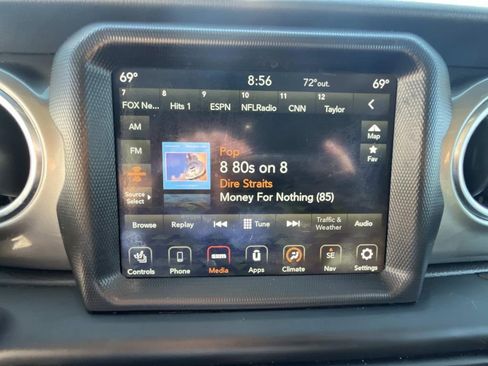 69° 8:56 72°out. 69°
7 8 9 10 11 12
FOX Ne... Hits 1 ESPN NFLRadio CNN Taylor
AM
FM
Source Select
Map
Fav
Pop
8 80s on 8
Dire Straits
Money For Nothing (85)
Browse Replay Tune Traffic & Weather Audio
SE
Controls Phone Media Apps Climate Nav Settings